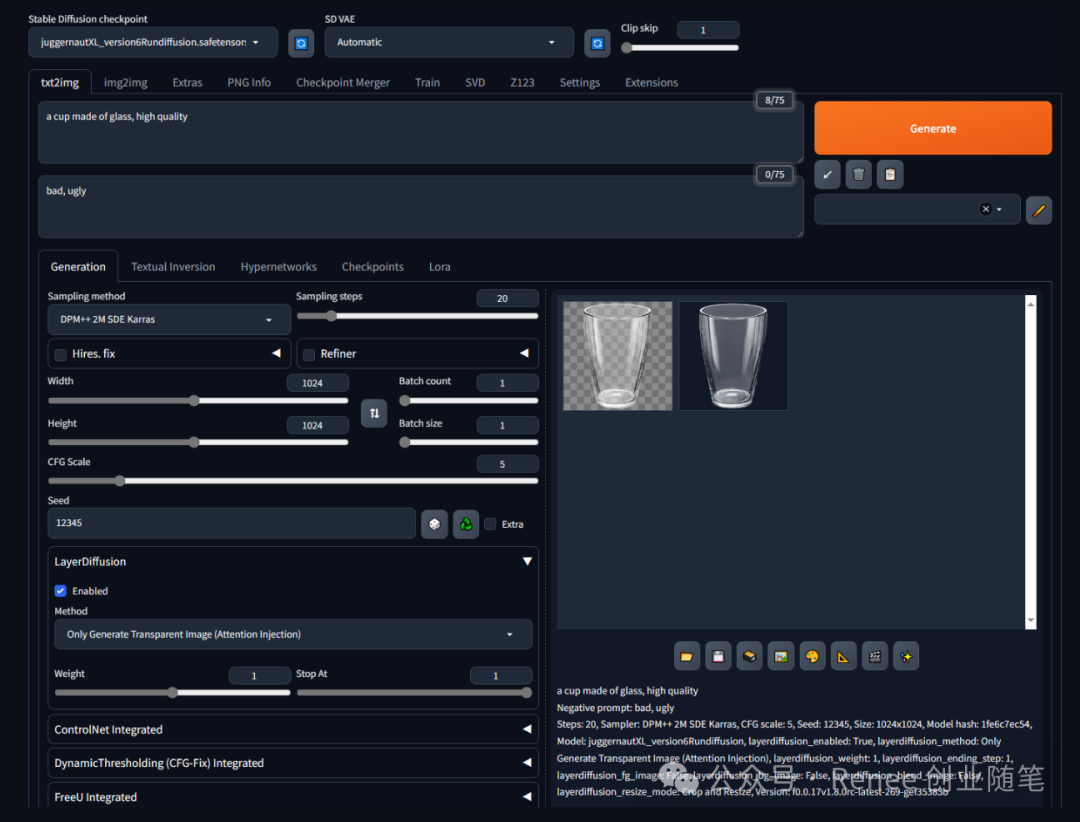 Stable Diffusion checkpoint
SD VAE
Clip skip
1
juggernautXL_version6Rundiffusion.safetensors
Automatic
txt2img
img2img
Extras
PNG Info
Checkpoint Merger
Train
SVD
Z123
Settings
Extensions
8/75
a cup made of glass, high quality
Generate
0/75
bad, ugly
Generation
Textual Inversion
Hypernetworks
Checkpoints
Lora
Sampling method
Sampling steps
20
DPM++ 2M SDE Karras
Hires. fix
Refiner
Width
1024
Batch count
1
Height
1024
Batch size
1
CFG Scale
5
Seed
12345
Extra
LayerDiffusion
Enabled
Method
Only Generate Transparent Image (Attention Injection)
Weight
1
Stop At
1
ControlNet Integrated
DynamicThresholding (CFG-Fix) Integrated
FreeU Integrated
a cup made of glass, high quality
Negative prompt: bad, ugly
Steps: 20, Sampler: DPM++ 2M SDE Karras, CFG scale: 5, Seed: 12345, Size: 1024x1024, Model hash: 1fe6c7ec54,
Model: juggernautXL_version6Rundiffusion, layerdiffusion_enabled: True, layerdiffusion_method: Only
Generate Transparent Image (Attention Injection), layerdiffusion_weight: 1, layerdiffusion_ending_step: 1,
layerdiffusion_fg_image: False, layerdiffusion_bg_image: False, layerdiffusion_blend_image: False,
layerdiffusion_resize_mode: Crop and Resize, Version: f0.0.17v1.8.0rc-latest-269-gef35383b
公众号 · Renee 创业随笔